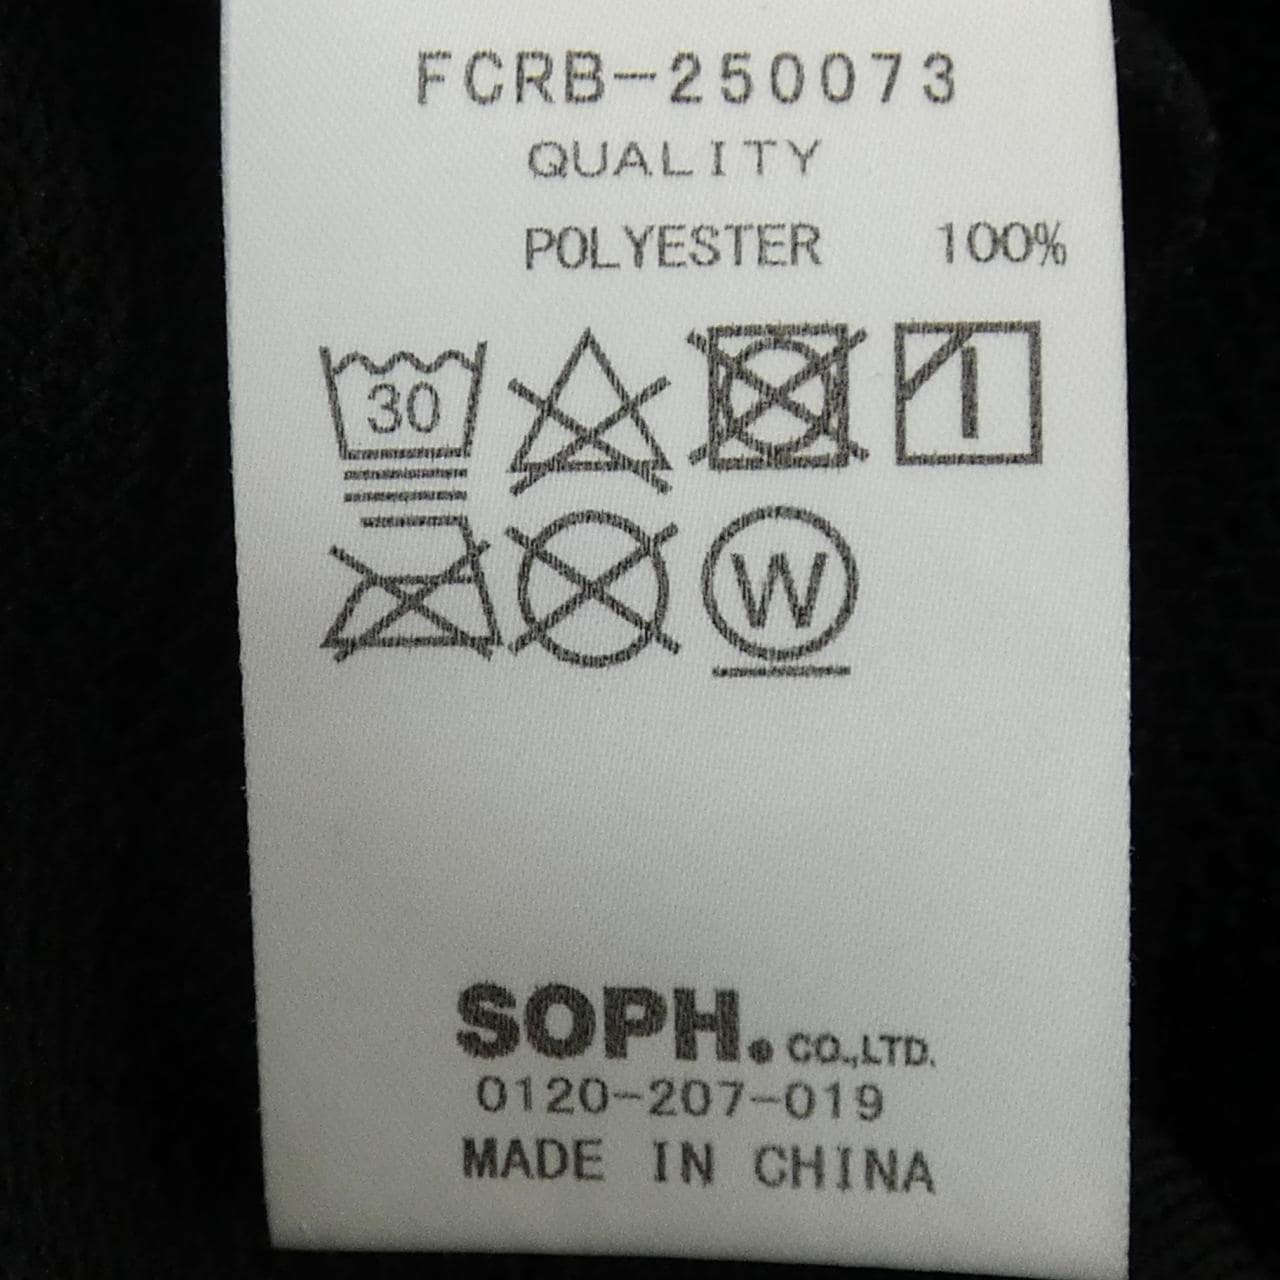 FCRB-250073
QUALITY
POLYESTER 100%
30
W
SOPH. CO.,LTD.
0120-207-019
MADE IN CHINA